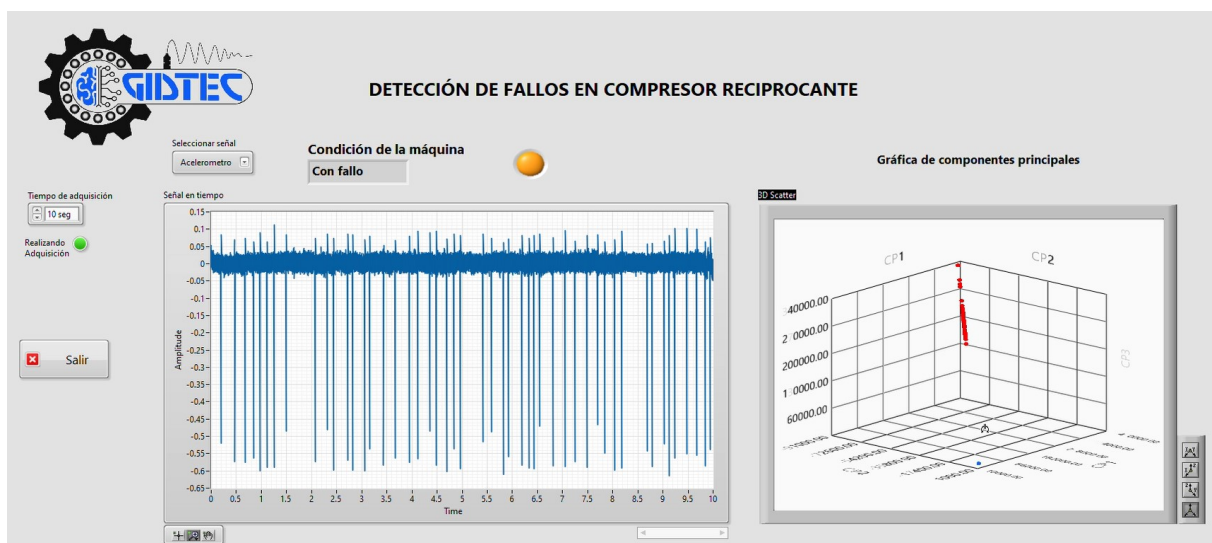 GIDTEC
DETECCIÓN DE FALLOS EN COMPRESOR RECIPROCANTE
Seleccionar señal
Acelerometro
Condición de la máquina
Con fallo
Gráfica de componentes principales
Tiempo de adquisición
10 seg
Realizando
Adquisición
Salir
Señal en tiempo
0.15
0.1
0.05
0
-0.05
-0.1
-0.15
-0.2
-0.25
-0.3
-0.35
-0.4
-0.45
-0.5
-0.55
-0.6
-0.65
Amplitude
0 0.5 1 1.5 2 2.5 3 3.5 4 4.5 5 5.5 6 6.5 7 7.5 8 8.5 9 9.5 10
Time
3D Scatter
CP1
CP2
CP3
200000.00
60000.00